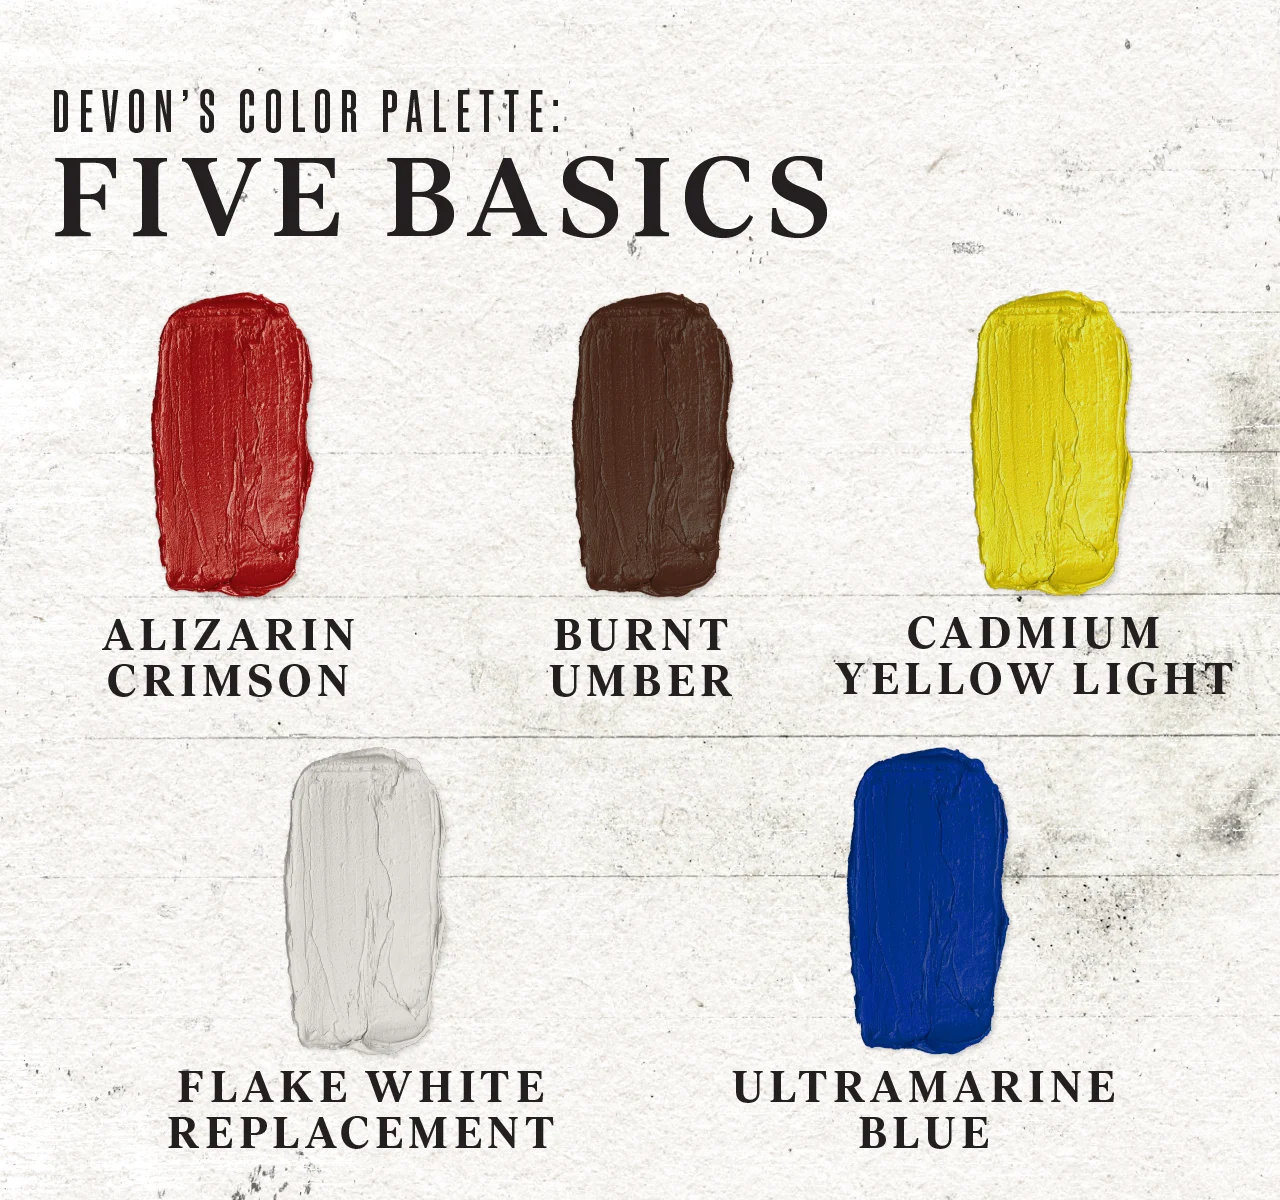 DEVON’S COLOR PALETTE:
FIVE BASICS
ALIZARIN
CRIMSON
BURNT
UMBER
CADMIUM
YELLOW LIGHT
FLAKE WHITE
REPLACEMENT
ULTRAMARINE
BLUE